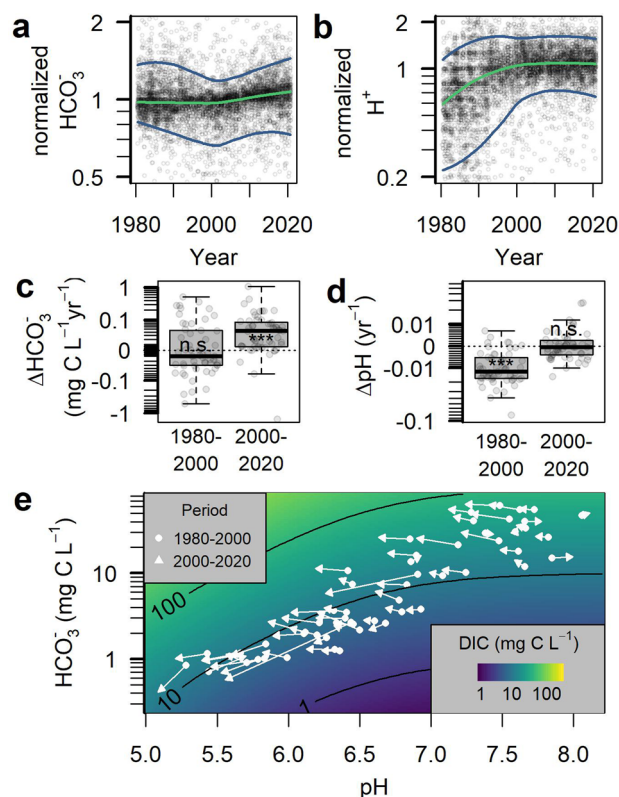 a
normalized
HCO₃⁻
2
1
0.5
1980
2000
2020
Year
b
normalized
H⁺
2
1
0.2
1980
2000
2020
Year
c
ΔHCO₃⁻
(mg C L⁻¹yr⁻¹)
1
0.1
0
-0.1
-1
n.s.
***
1980-
2000
2000-
2020
d
ΔpH (yr⁻¹)
0.01
0
-0.01
-0.1
***
n.s.
1980-
2000
2000-
2020
e
HCO₃⁻ (mg C L⁻¹)
10
1
Period
1980-2000
2000-2020
100
10
1
DIC (mg C L⁻¹)
1 10 100
5.0 5.5 6.0 6.5 7.0 7.5 8.0
pH